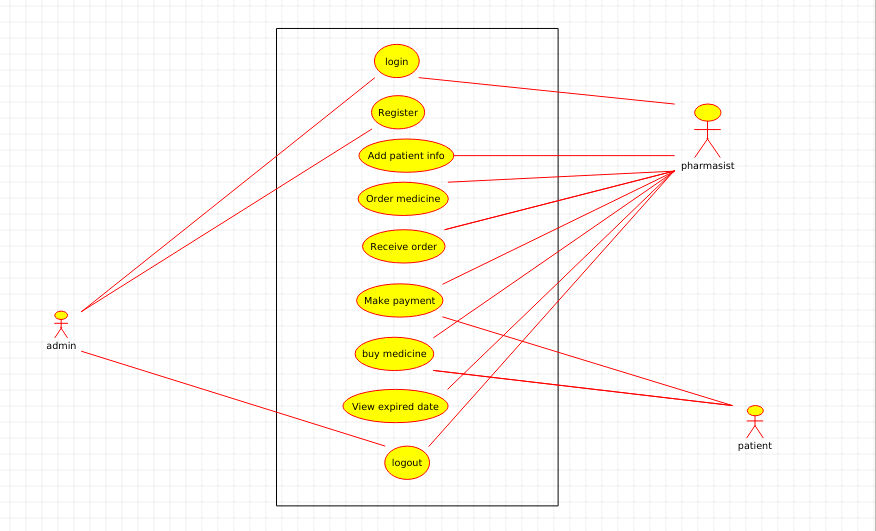 login
Register
Add patient info
Order medicine
Receive order
Make payment
buy medicine
View expired date
logout
admin
pharmasist
patient